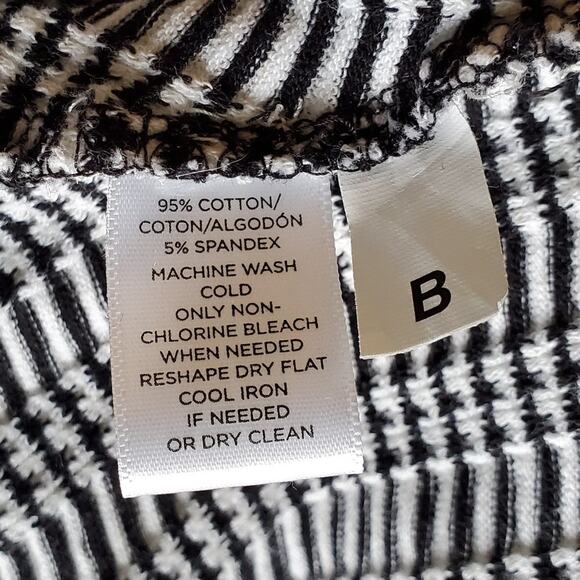 95% COTTON/
COTON/ALGODÓN
5% SPANDEX
MACHINE WASH
COLD
ONLY NON-
CHLORINE BLEACH
WHEN NEEDED
RESHAPE DRY FLAT
COOL IRON
IF NEEDED
OR DRY CLEAN
B